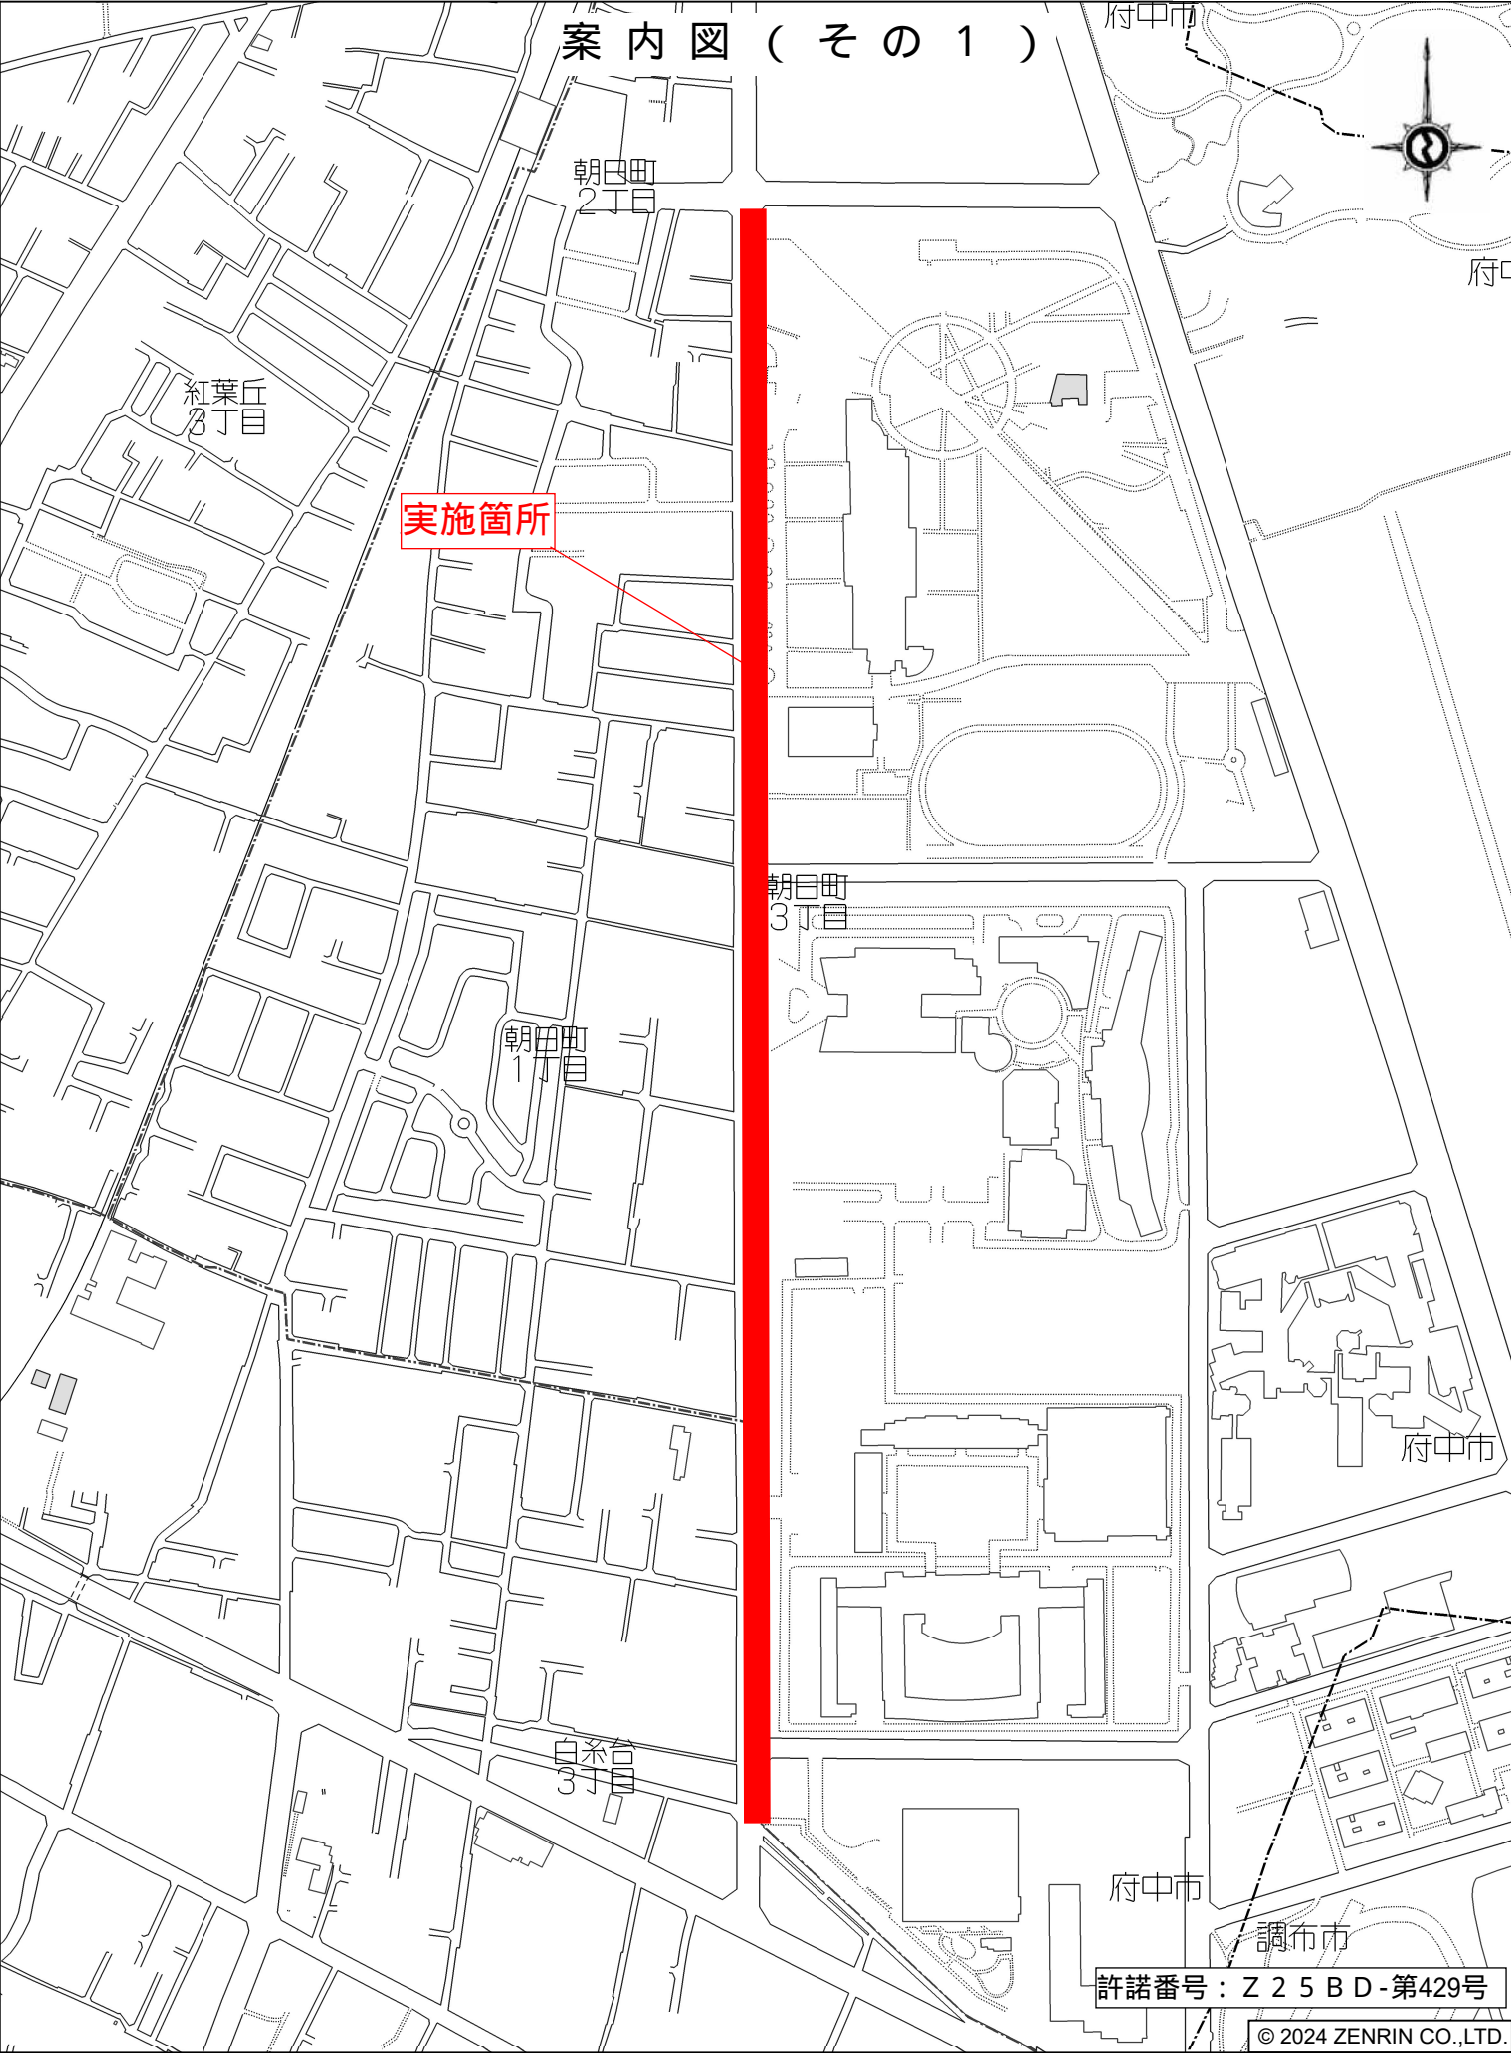 案内図(その1)
府中市
朝日町
2丁目
紅葉丘
3丁目
実施箇所
朝日町
3丁目
朝日町
1丁目
府中市
白糸台
3丁目
府中市
調布市
許諾番号:Z25BD-第429号
© 2024 ZENRIN CO.,LTD.